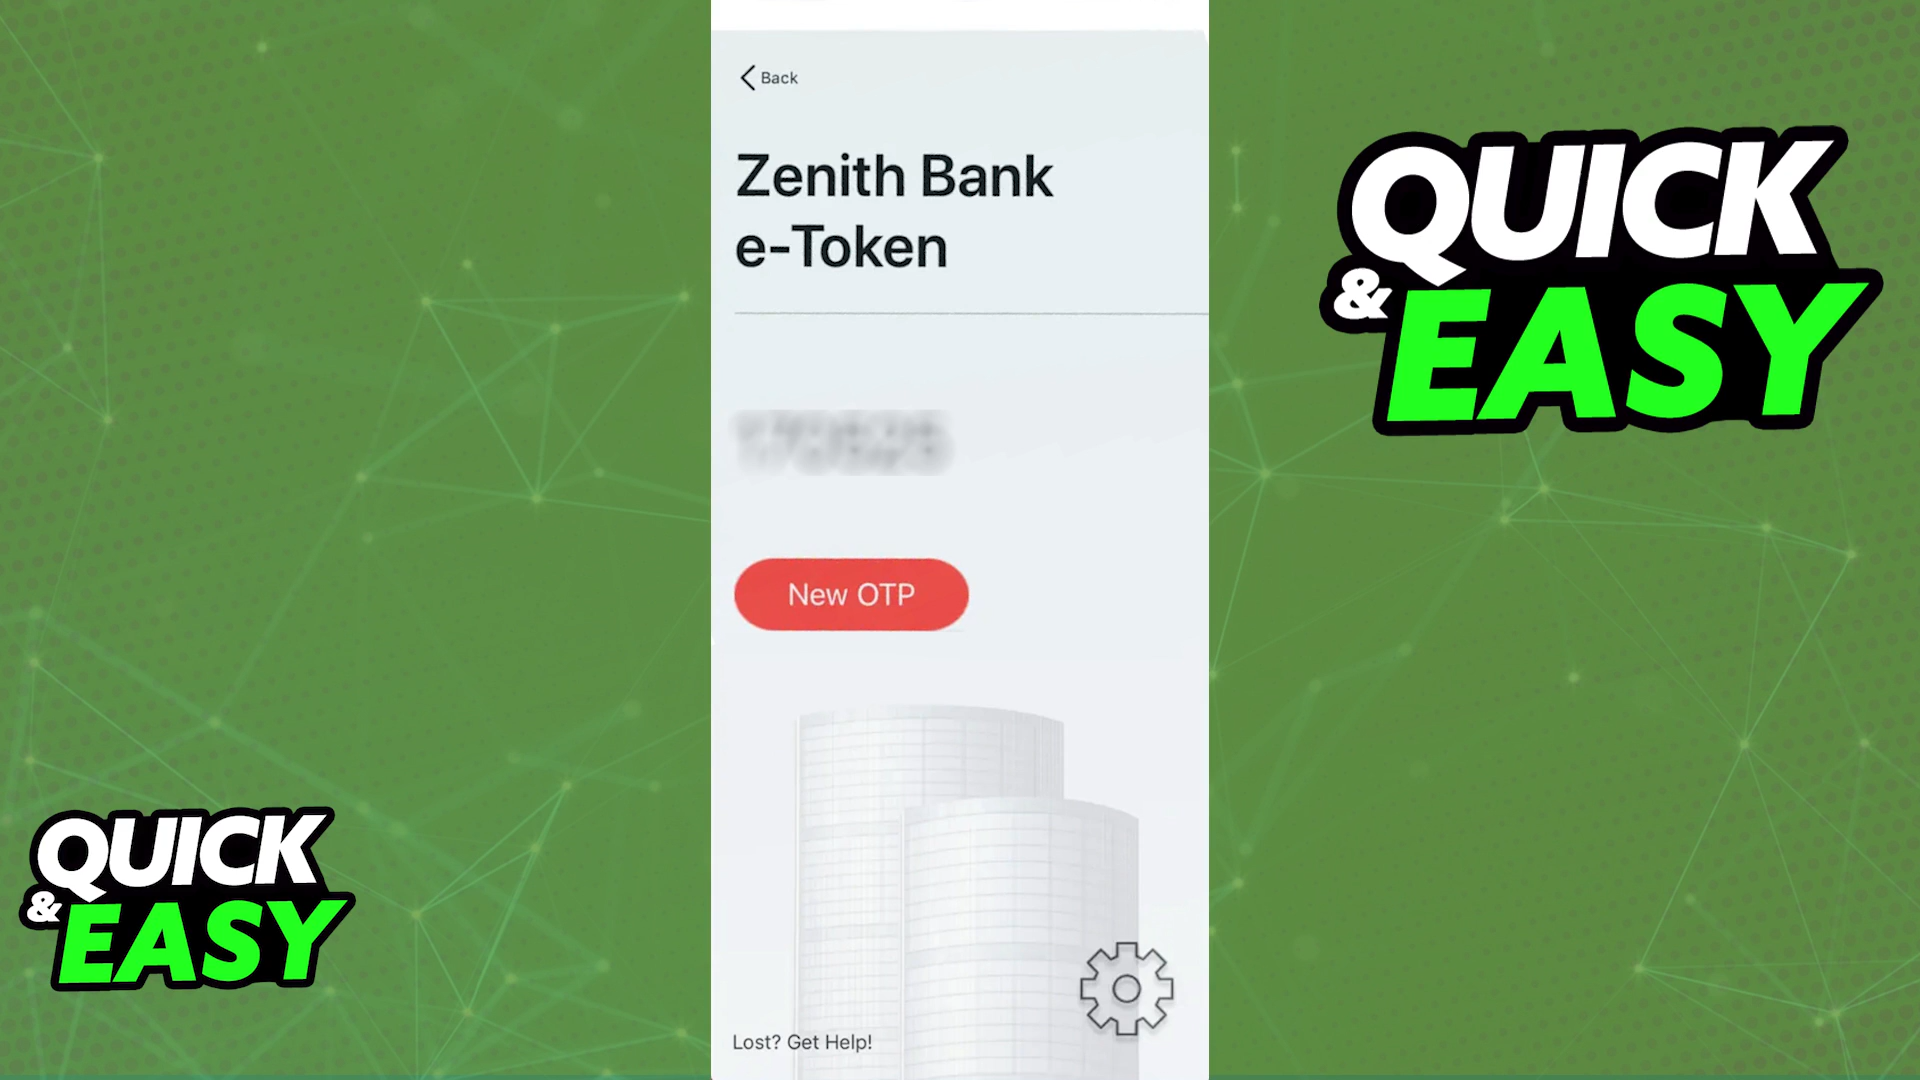 Back
Zenith Bank
e-Token
New OTP
Lost? Get Help!
QUICK
& EASY
QUICK
& EASY